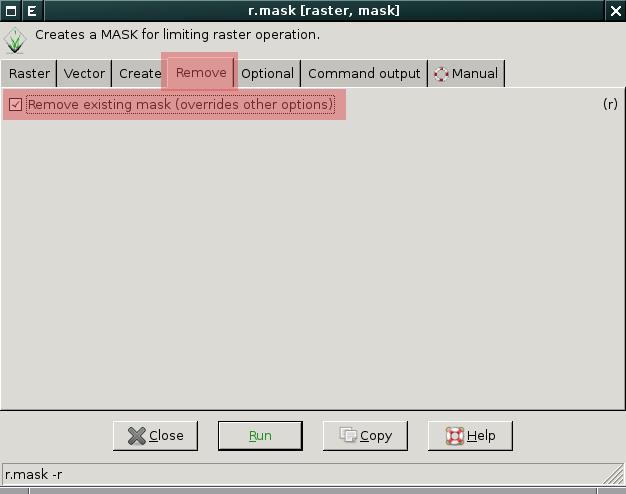 E r.mask [raster, mask]
Creates a MASK for limiting raster operation.
Raster Vector Create Remove Optional Command output Manual
Remove existing mask (overrides other options) (r)
Close Run Copy Help
r.mask -r